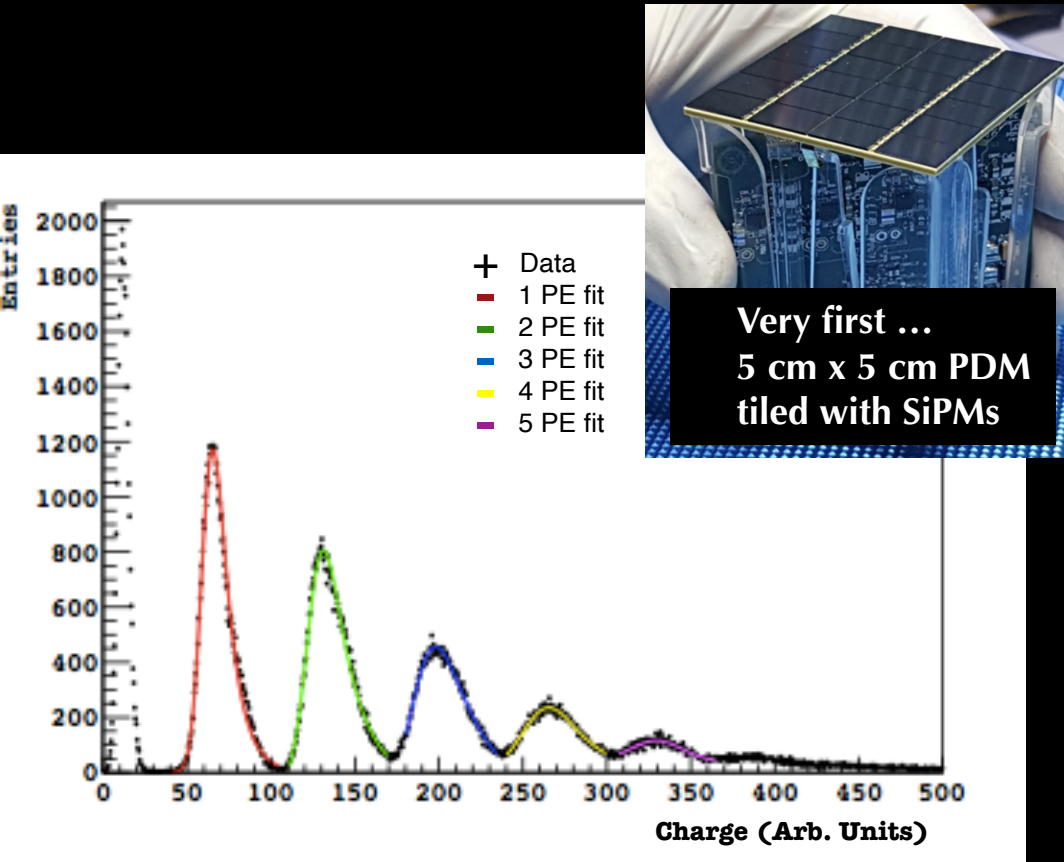 Very first ...
5 cm x 5 cm PDM
tiled with SiPMs
Entries
2000
1800
1600
1400
1200
1000
800
600
400
200
0
Data
1 PE fit
2 PE fit
3 PE fit
4 PE fit
5 PE fit
0 50 100 150 200 250 300 350 400 450 500
Charge (Arb. Units)